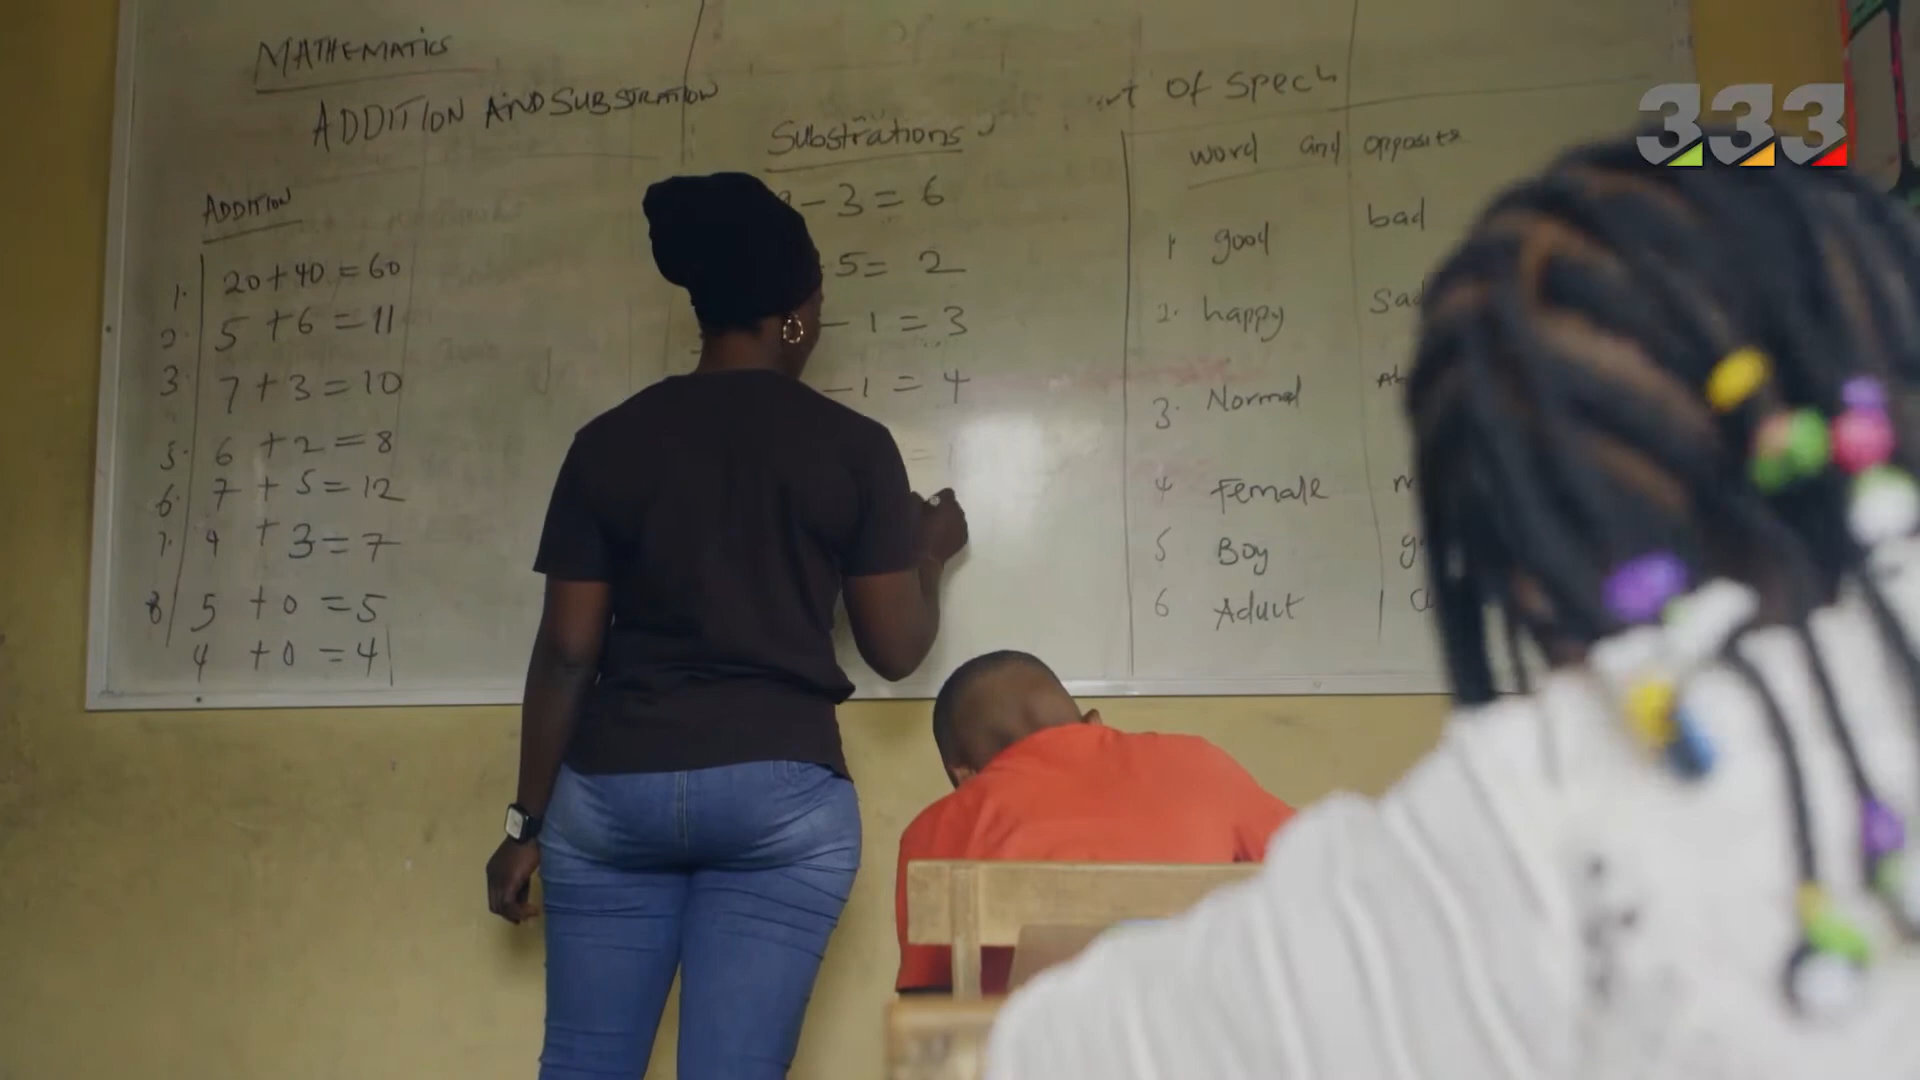 MATHEMATICS
ADDITION AND SUBSTRATION
ADDITION
1. 20 + 40 = 60
2. 5 + 6 = 11
3. 7 + 3 = 10
5. 6 + 2 = 8
6. 7 + 5 = 12
7. 4 + 3 = 7
8 5 + 0 = 5
4 + 0 = 4
Substrations
- 3 = 6
5 = 2
- 1 = 3
- 1 = 4
=
Of Spech
word and opposite
1 good bad
2. happy
3. Normal
4 Female
5 Boy
6 Aduct
333